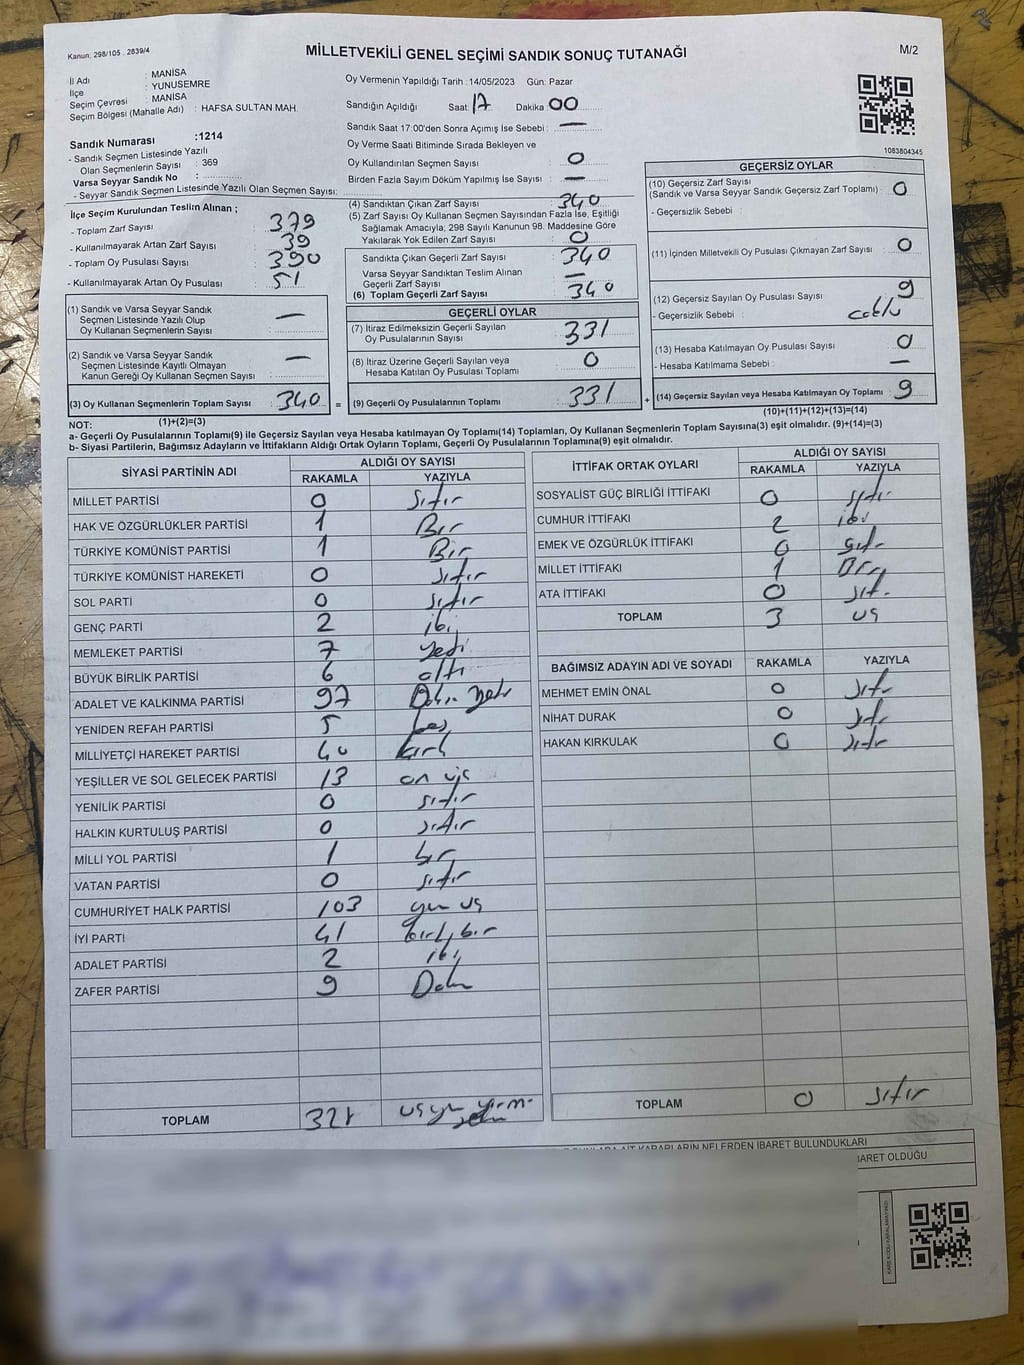 Kanun: 298/105 . 2839/4
MİLLETVEKİLİ GENEL SEÇİMİ SANDIK SONUÇ TUTANAĞI
M/2
İl Adı : MANİSA
İlçe : YUNUSEMRE
Seçim Çevresi : MANİSA
Seçim Bölgesi (Mahalle Adı) : HAFSA SULTAN MAH.
Sandık Numarası :1214
- Sandık Seçmen Listesinde Yazılı
Olan Seçmenlerin Sayısı : 369
Varsa Seyyar Sandık No :
- Seyyar Sandık Seçmen Listesinde Yazılı Olan Seçmen Sayısı:
Oy Vermenin Yapıldığı Tarih : 14/05/2023 Gün: Pazar
Sandığın Açıldığı Saat: 17 Dakika 00
Sandık Saat 17:00'den Sonra Açımış İse Sebebi : —
Oy Verme Saati Bitiminde Sırada Bekleyen ve
Oy Kullandırılan Seçmen Sayısı : 0
Birden Fazla Sayım Döküm Yapılmış İse Sayısı : —
1083804345
İlçe Seçim Kurulundan Teslim Alınan ;
- Toplam Zarf Sayısı : 379
- Kullanılmayarak Artan Zarf Sayısı : 39
- Toplam Oy Pusulası Sayısı : 390
- Kullanılmayarak Artan Oy Pusulası : 51
(1) Sandık ve Varsa Seyyar Sandık
Seçmen Listesinde Yazılı Olup
Oy Kullanan Seçmenlerin Sayısı : —
(2) Sandık ve Varsa Seyyar Sandık
Seçmen Listesinde Kayıtlı Olmayan
Kanun Gereği Oy Kullanan Seçmen Sayısı : —
(3) Oy Kullanan Seçmenlerin Toplam Sayısı : 340 =
(1)+(2)=(3)
(4) Sandıktan Çıkan Zarf Sayısı : 340
(5) Zarf Sayısı Oy Kullanan Seçmen Sayısından Fazla İse, Eşitliği
Sağlamak Amacıyla; 298 Sayılı Kanunun 98. Maddesine Göre
Yakılarak Yok Edilen Zarf Sayısı : 0
Sandıkta Çıkan Geçerli Zarf Sayısı : 340
Varsa Seyyar Sandıktan Teslim Alınan
Geçerli Zarf Sayısı : —
(6) Toplam Geçerli Zarf Sayısı : 340
GEÇERLİ OYLAR
(7) İtiraz Edilmeksizin Geçerli Sayılan
Oy Pusulalarının Sayısı : 331
(8) İtiraz Üzerine Geçerli Sayılan veya
Hesaba Katılan Oy Pusulası Toplamı : 0
(9) Geçerli Oy Pusulalarının Toplamı : 331 +
GEÇERSİZ OYLAR
(10) Geçersiz Zarf Sayısı
(Sandık ve Varsa Seyyar Sandık Geçersiz Zarf Toplamı) : 0
- Geçersizlik Sebebi :
(11) İçinden Milletvekili Oy Pusulası Çıkmayan Zarf Sayısı : 0
(12) Geçersiz Sayılan Oy Pusulası Sayısı : 9
- Geçersizlik Sebebi :
(13) Hesaba Katılmayan Oy Pusulası Sayısı : 0
- Hesaba Katılmama Sebebi : —
(14) Geçersiz Sayılan veya Hesaba Katılmayan Oy Toplamı : 9
(10)+(11)+(12)+(13)=(14)
NOT:
a- Geçerli Oy Pusulalarının Toplamı(9) ile Geçersiz Sayılan veya Hesaba katılmayan Oy Toplamı(14) Toplamları, Oy Kullanan Seçmenlerin Toplam Sayısına(3) eşit olmalıdır. (9)+(14)=(3)
b- Siyasi Partilerin, Bağımsız Adayların ve İttifakların Aldığı Ortak Oyların Toplamı, Geçerli Oy Pusulalarının Toplamına(9) eşit olmalıdır.
SİYASİ PARTİNİN ADI ALDIĞI OY SAYISI
RAKAMLA YAZIYLA
MİLLET PARTİSİ 0 sıfır
HAK VE ÖZGÜRLÜKLER PARTİSİ 1 Bir
TÜRKİYE KOMÜNİST PARTİSİ 1 Bir
TÜRKİYE KOMÜNİST HAREKETİ 0 sıfır
SOL PARTİ 0 sıfır
GENÇ PARTİ 2 iki
MEMLEKET PARTİSİ 7 yedi
BÜYÜK BİRLİK PARTİSİ 6 altı
ADALET VE KALKINMA PARTİSİ 97
YENİDEN REFAH PARTİSİ 5 beş
MİLLİYETÇİ HAREKET PARTİSİ 40 kırk
YEŞİLLER VE SOL GELECEK PARTİSİ 13 on üç
YENİLİK PARTİSİ 0 sıfır
HALKIN KURTULUŞ PARTİSİ 0 sıfır
MİLLİ YOL PARTİSİ 1 bir
VATAN PARTİSİ 0 sıfır
CUMHURİYET HALK PARTİSİ 103 yüz üç
İYİ PARTİ 41 kırk bir
ADALET PARTİSİ 2 iki
ZAFER PARTİSİ 9
TOPLAM
İTTİFAK ORTAK OYLARI ALDIĞI OY SAYISI
RAKAMLA YAZIYLA
SOSYALİST GÜÇ BİRLİĞİ İTTİFAKI 0 sıfır
CUMHUR İTTİFAKI 2 iki
EMEK VE ÖZGÜRLÜK İTTİFAKI 0 sıfır
MİLLET İTTİFAKI 1 Bir
ATA İTTİFAKI 0 sıf.
TOPLAM 3 üç
BAĞIMSIZ ADAYIN ADI VE SOYADI RAKAMLA YAZIYLA
MEHMET EMİN ÖNAL 0 sıfır
NİHAT DURAK 0 sıfır
HAKAN KIRKULAK 0 sıfır
TOPLAM 0 sıfır
NELERDEN İBARET BULUNDUKLARI
BARET OLDUĞU